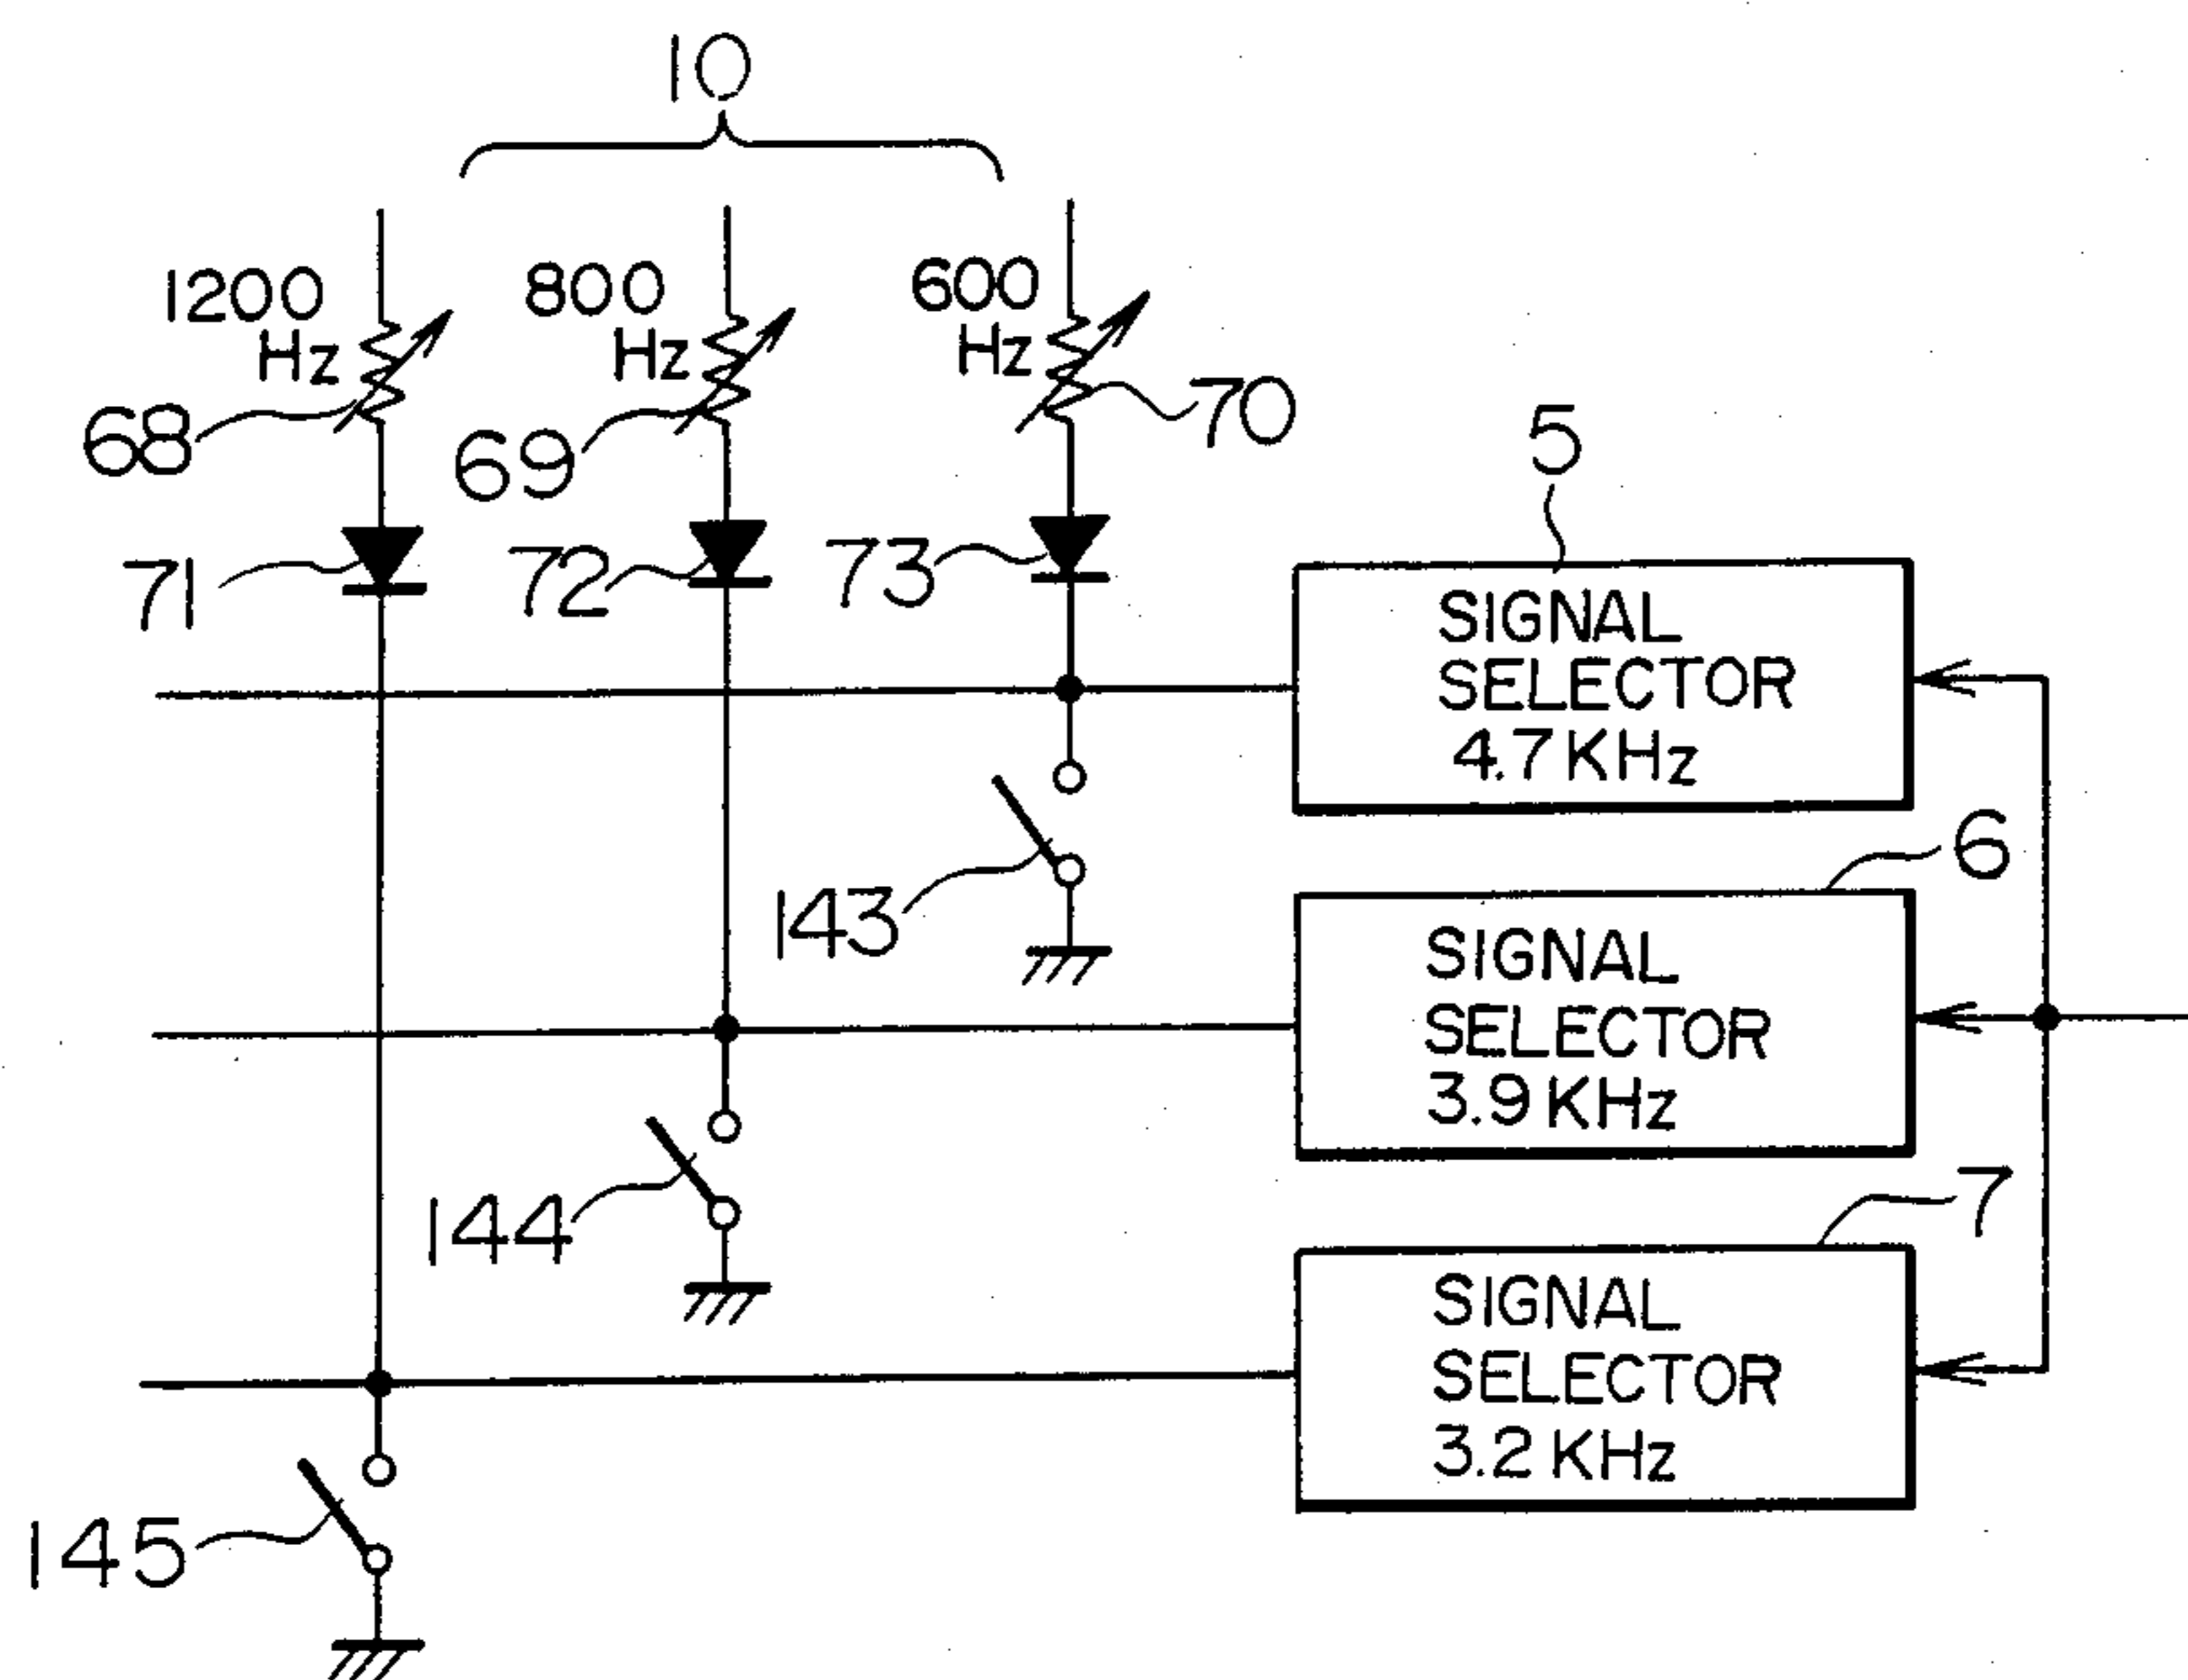 10
1200
Hz
800
Hz
600
Hz
68
69
70
71
72
73
5
SIGNAL
SELECTOR
4.7 KHz
143
6
SIGNAL
SELECTOR
3.9 KHz
144
7
SIGNAL
SELECTOR
3.2 KHz
145